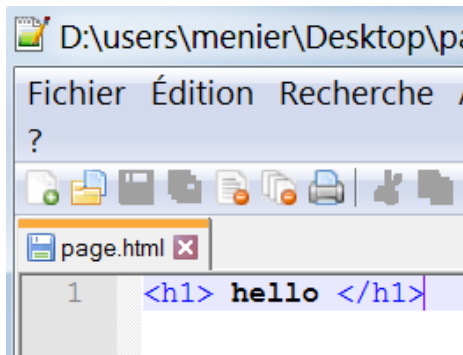 D:\users\menier\Desktop\pa
Fichier Édition Recherche
?
page.html
1 <h1> hello </h1>